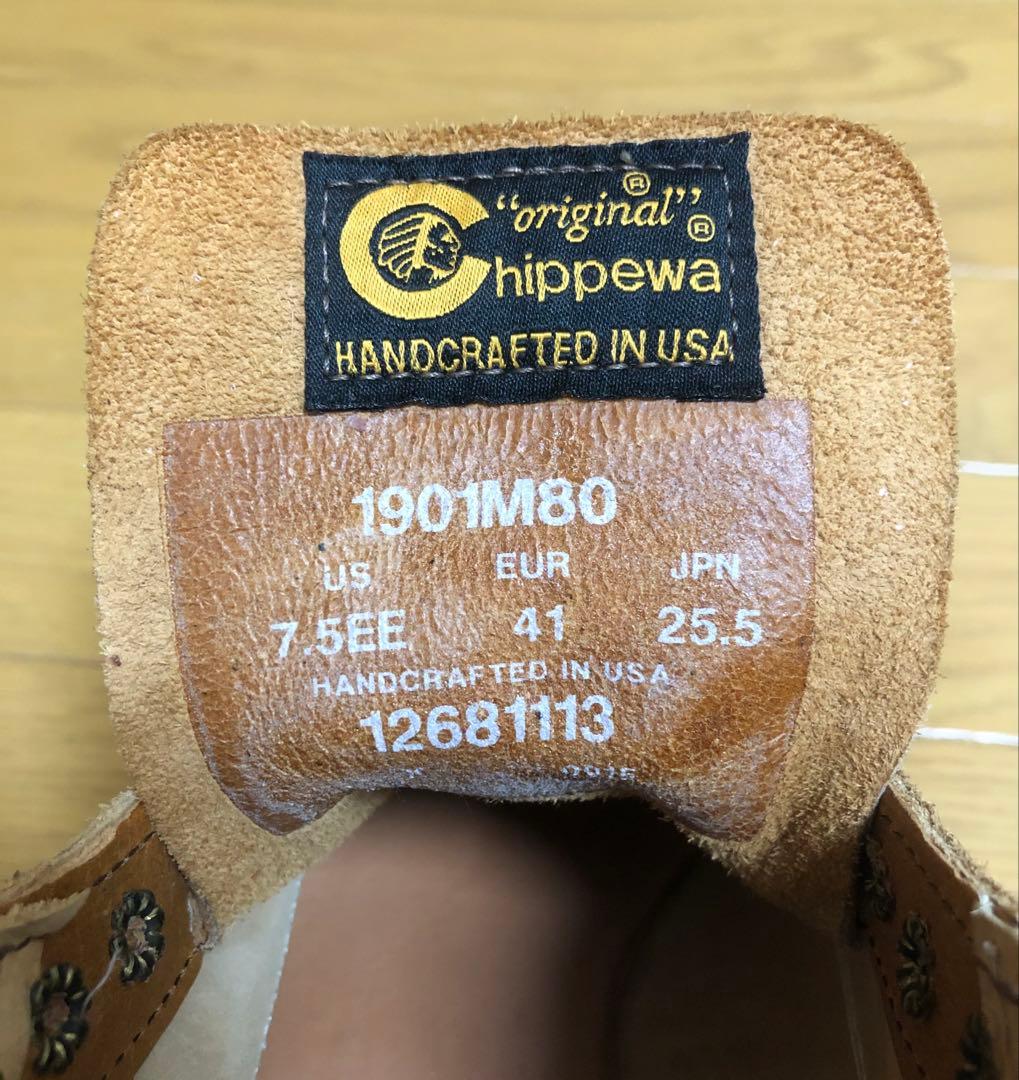 "original"® ®
Chippewa
HANDCRAFTED IN USA
1901M80
US EUR JPN
7.5EE 41 25.5
HANDCRAFTED IN USA
12681113